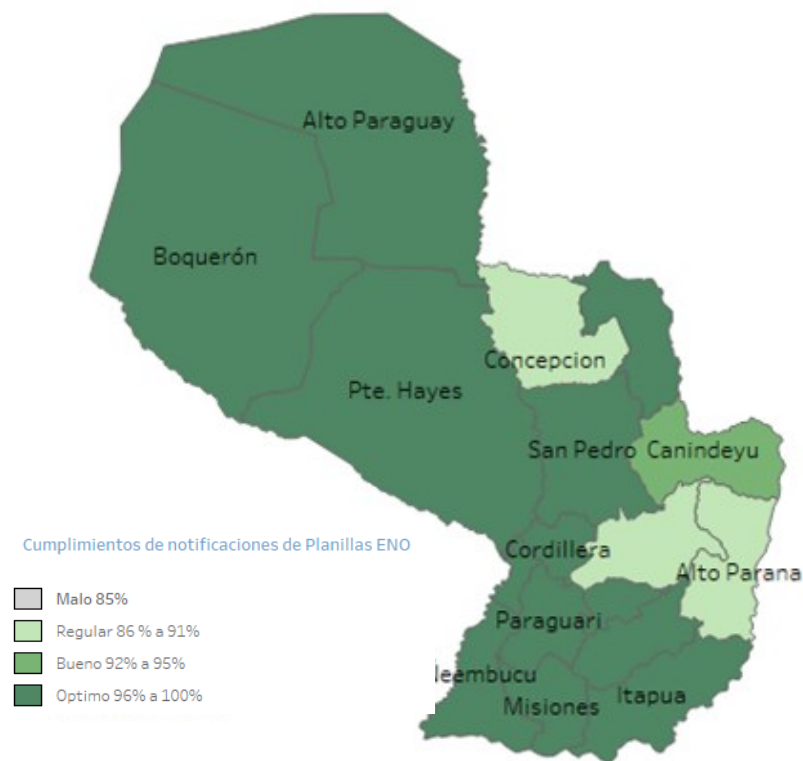 Alto Paraguay
Boquerón
Concepcion
Pte. Hayes
San Pedro
Canindeyu
Cordillera
Alto Parana
Paraguari
eembucu
Misiones
Itapua
Cumplimientos de notificaciones de Planillas ENO
Malo 85%
Regular 86 % a 91%
Bueno 92% a 95%
Optimo 96% a 100%